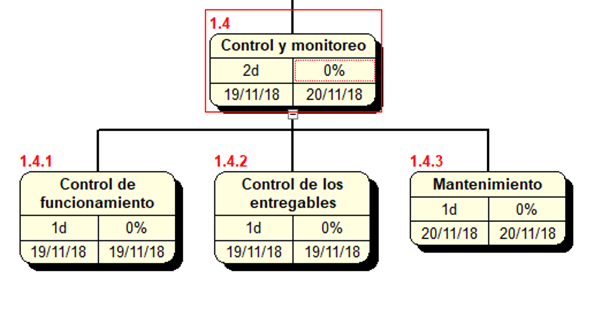 1.4
Control y monitoreo
2d 0%
19/11/18 20/11/18
1.4.1
Control de
funcionamiento
1d 0%
19/11/18 19/11/18
1.4.2
Control de los
entregables
1d 0%
19/11/18 19/11/18
1.4.3
Mantenimiento
1d 0%
20/11/18 20/11/18